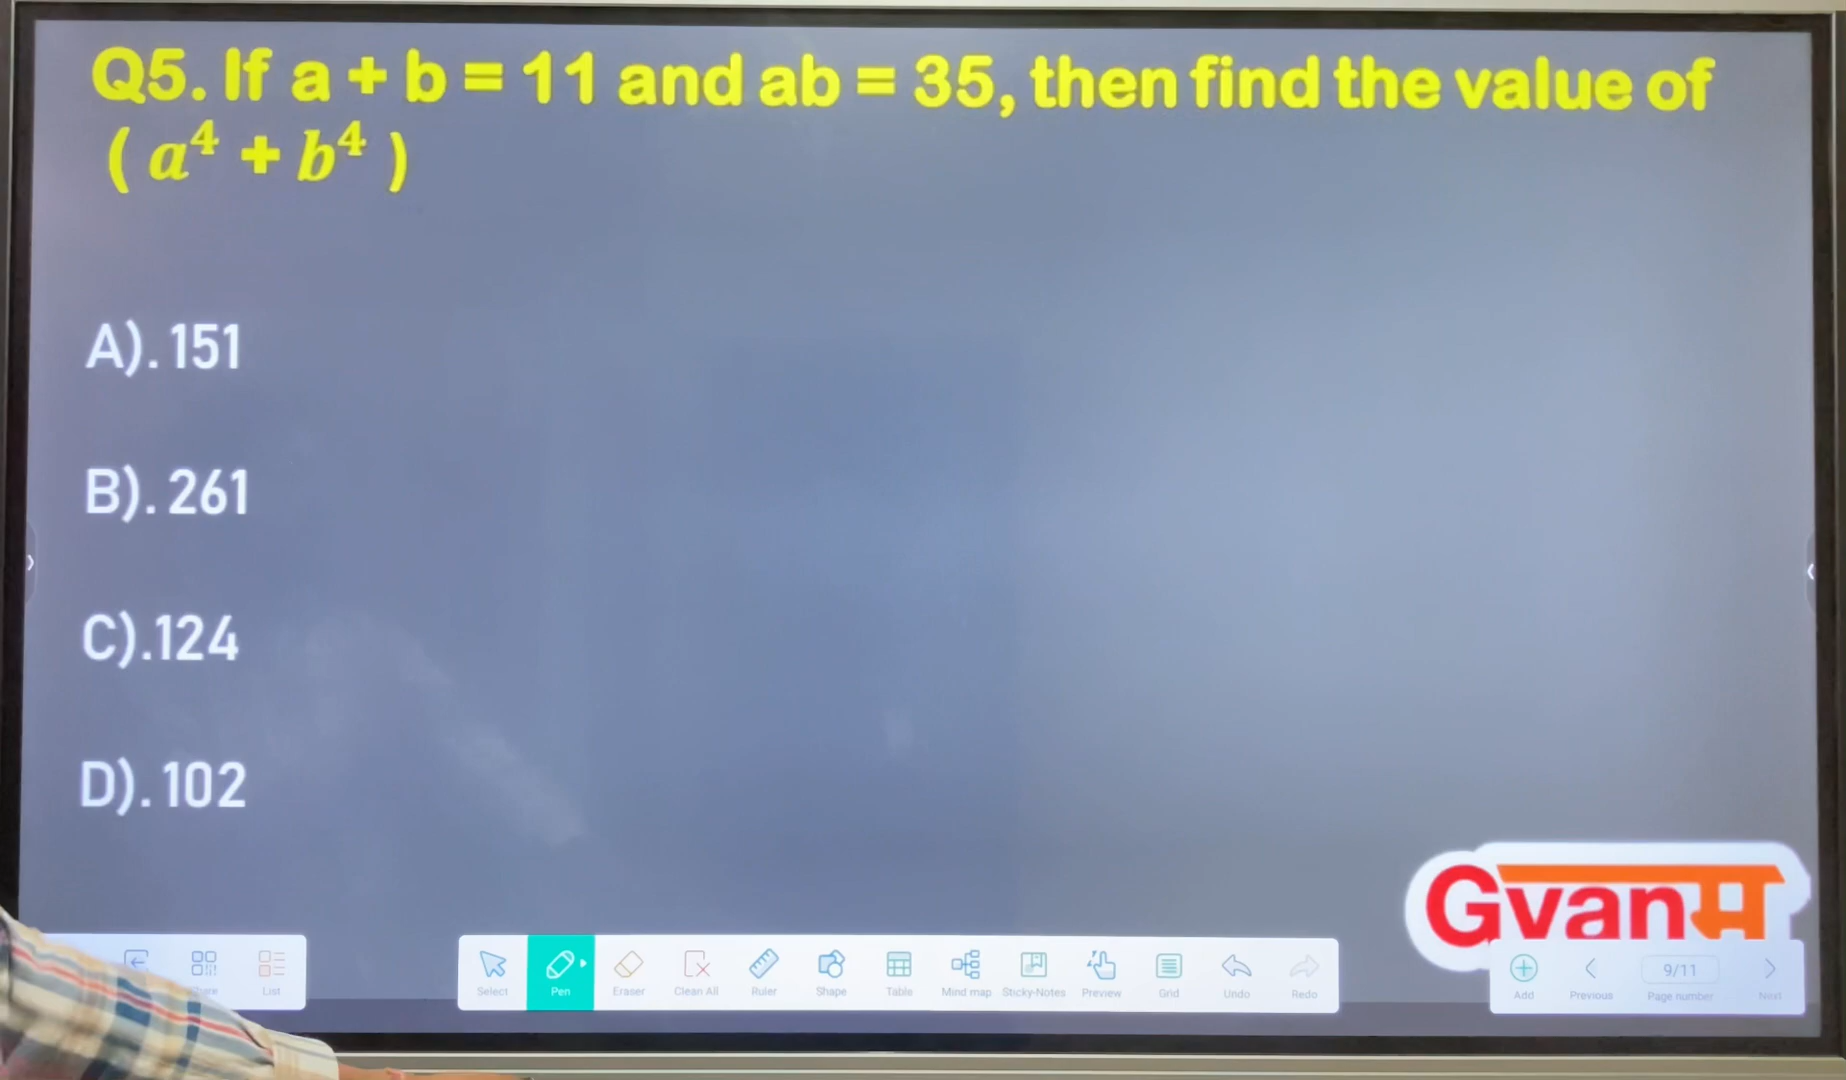 Q5. If a + b = 11 and ab = 35, then find the value of
( a⁴ + b⁴ )
A). 151
B). 261
C).124
D). 102
Gvanम
List
Select Pen Eraser Clean All Ruler Shape Table Mind map Sticky-Notes Preview Grid Undo Redo
9/11
Add Previous Page number Next